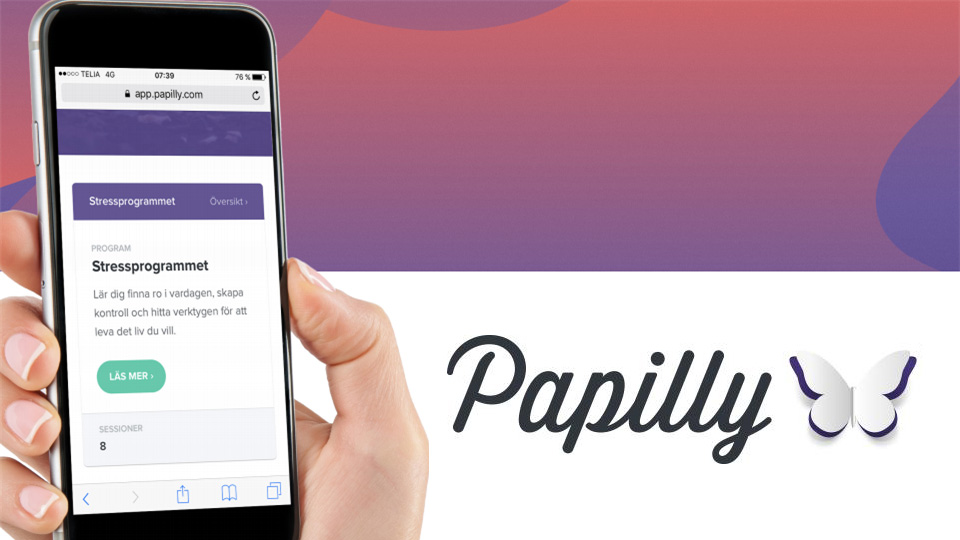 TELIA 4G 07:39 76 %
app.papilly.com
Stressprogrammet Översikt ›
PROGRAM
Stressprogrammet
Lär dig finna ro i vardagen, skapa
kontroll och hitta verktygen för att
leva det liv du vill.
LÄS MER ›
SESSIONER
8
Papilly